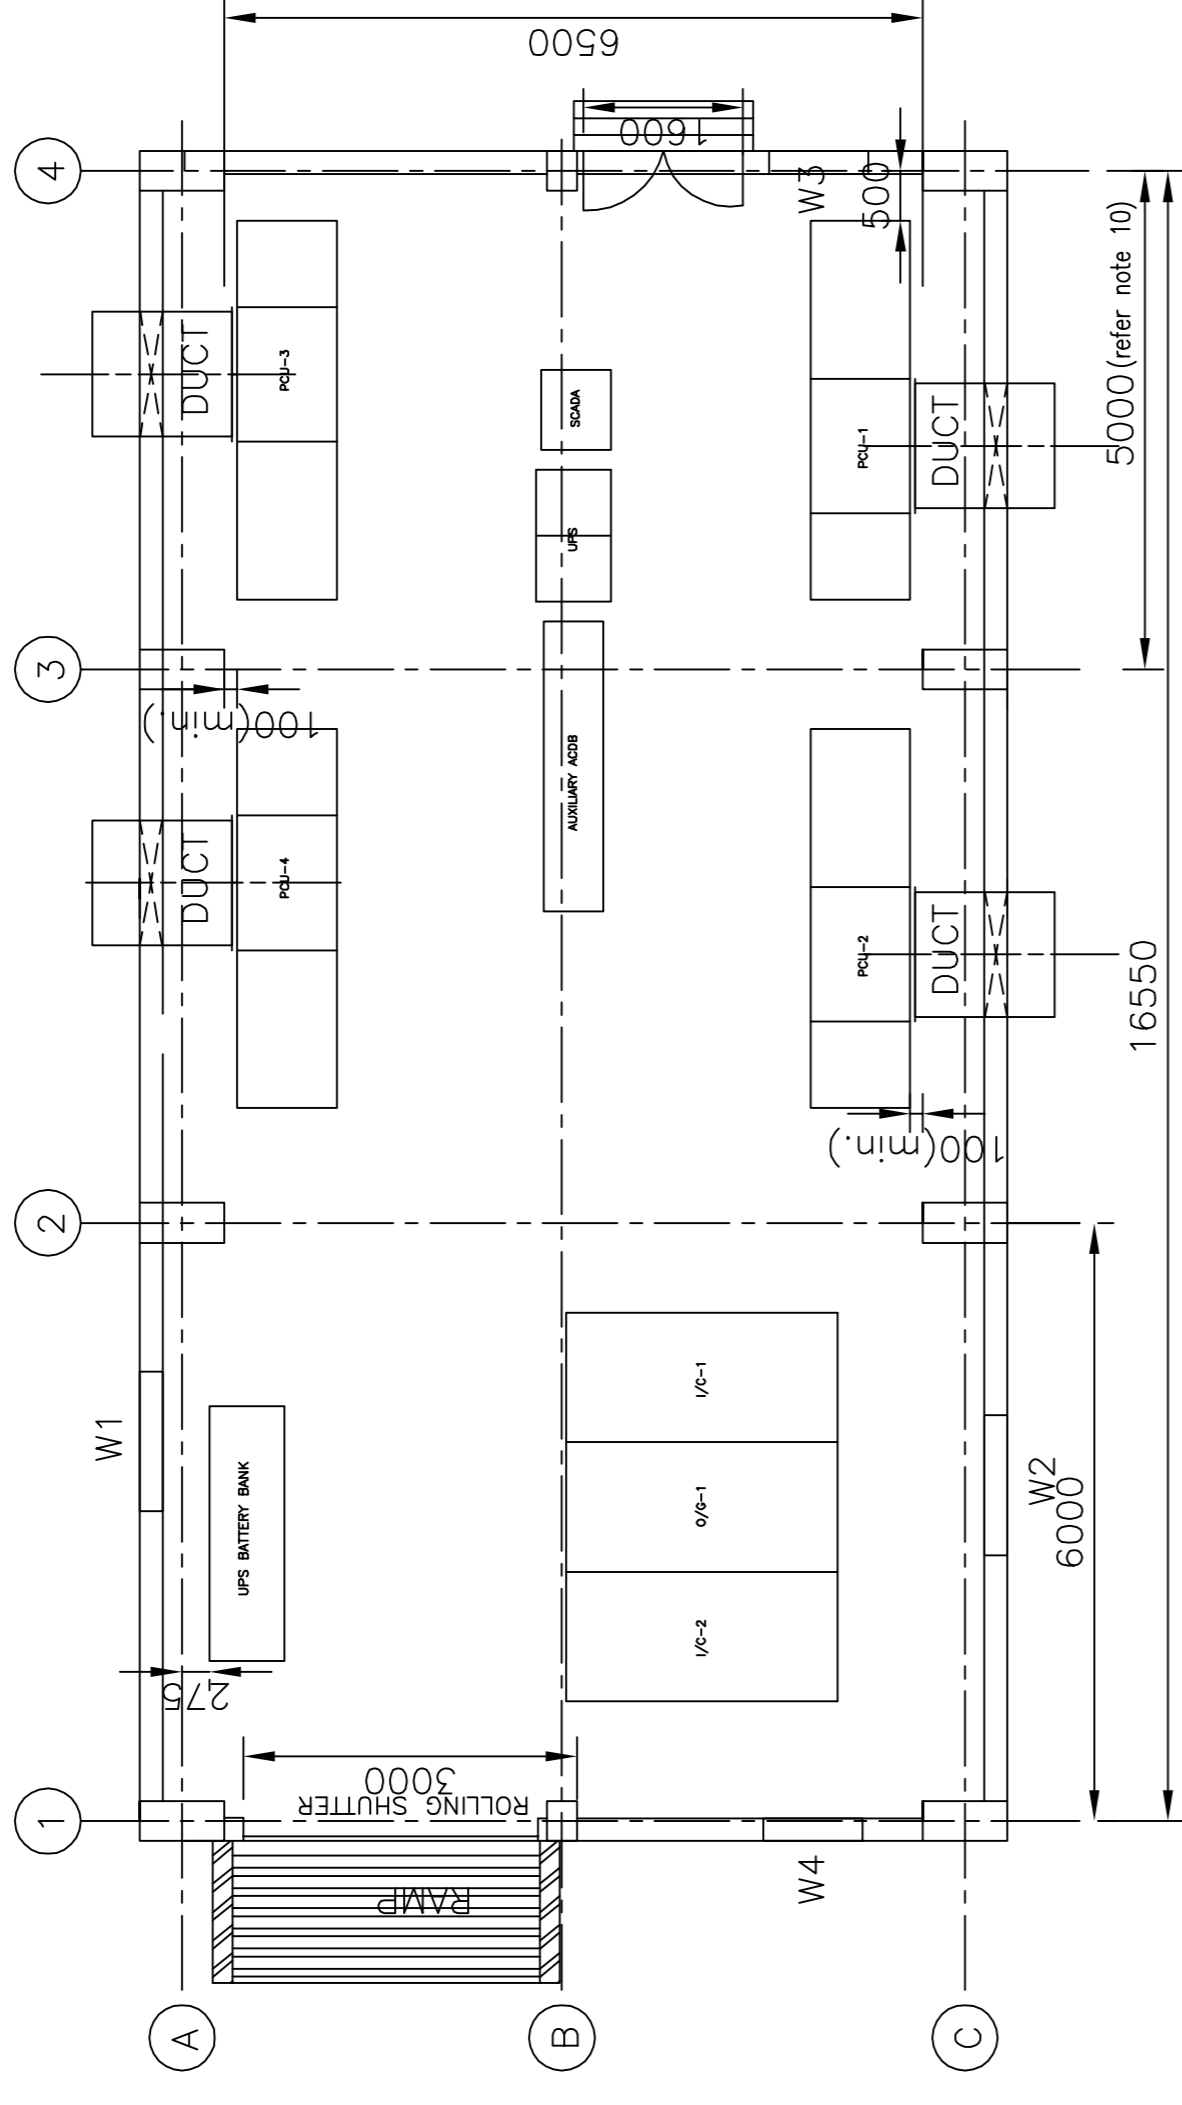 6500
1600
4
W3
500
5000(refer note 10)
DUCT
PCU-3
SCADA
UPS
PCU-1
DUCT
3
100(min.)
AUXILIARY ACDB
DUCT
PCU-4
PCU-2
DUCT
16550
100(min.)
2
W1
I/C-1
UPS BATTERY BANK
O/G-1
W2
6000
I/C-2
275
3000
ROLLING SHUTTER
1
RAMP
W4
A
B
C